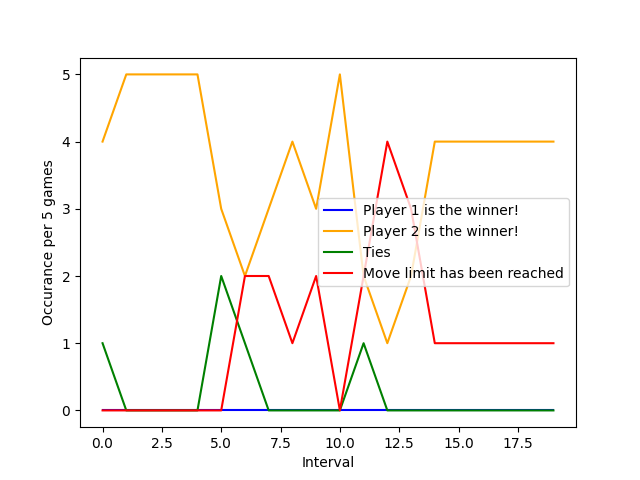 5
4
3
2
1
0
Occurance per 5 games
Player 1 is the winner!
Player 2 is the winner!
Ties
Move limit has been reached
0.0 2.5 5.0 7.5 10.0 12.5 15.0 17.5
Interval